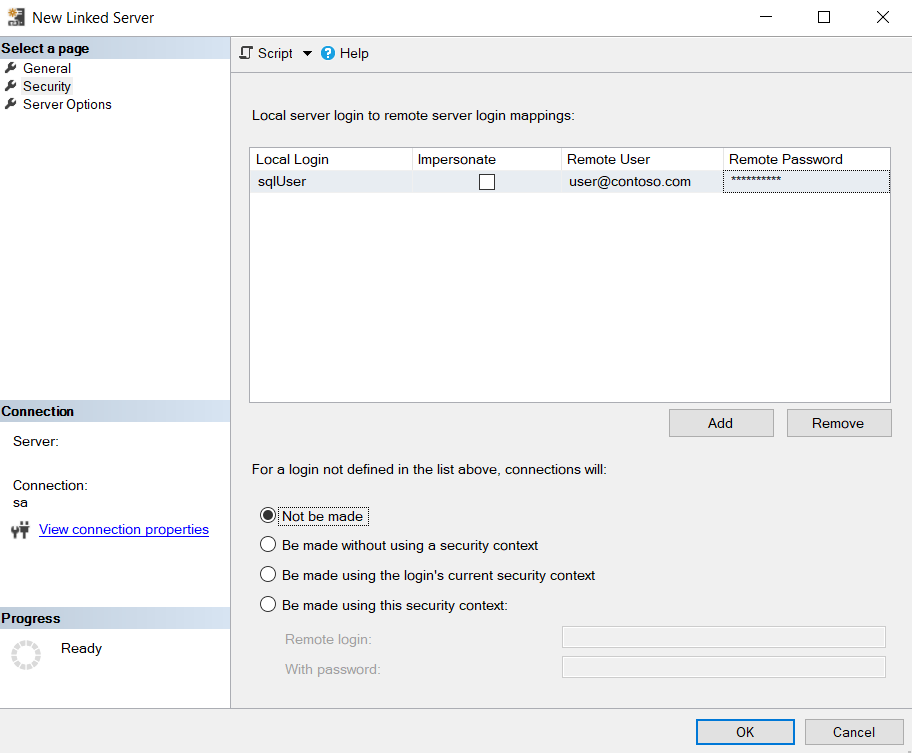 New Linked Server
Select a page
General
Security
Server Options
Script
Help
Local server login to remote server login mappings:
Local Login Impersonate Remote User Remote Password
sqlUser user@contoso.com **********
Add Remove
For a login not defined in the list above, connections will:
Not be made
Be made without using a security context
Be made using the login's current security context
Be made using this security context:
Remote login:
With password:
Connection
Server:
Connection:
sa
View connection properties
Progress
Ready
OK Cancel